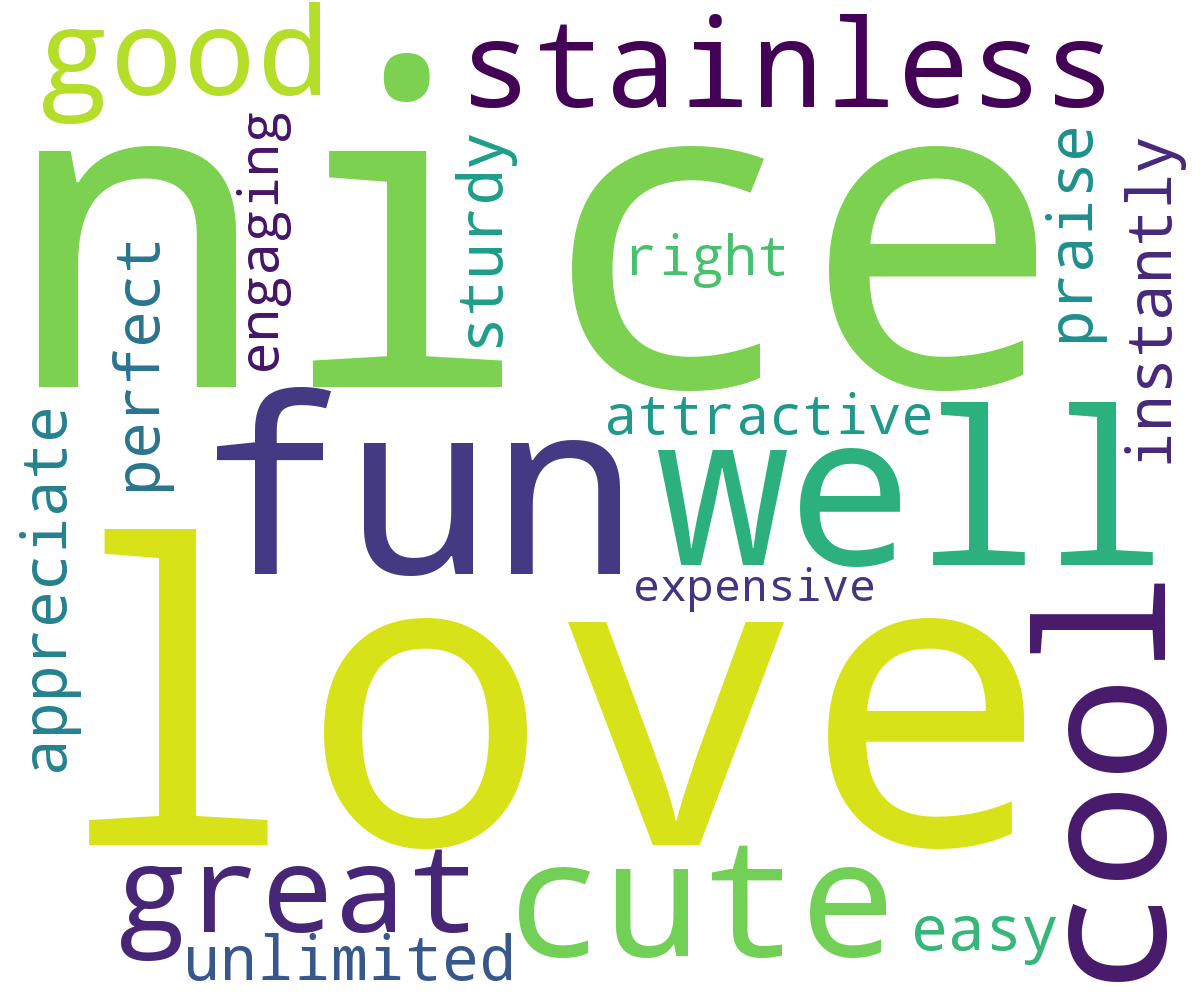 good
stainless
nice
engaging
sturdy
right
praise
instantly
perfect
attractive
fun
well
appreciate
expensive
love
cool
great
cute
easy
unlimited